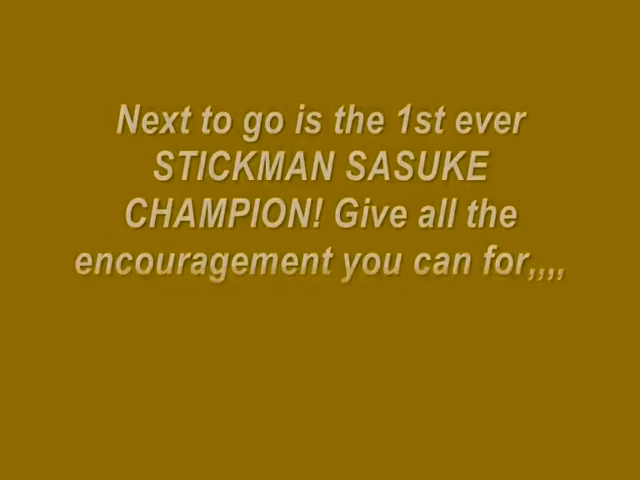 Next to go is the 1st ever
STICKMAN SASUKE
CHAMPION! Give all the
encouragement you can for,,,,